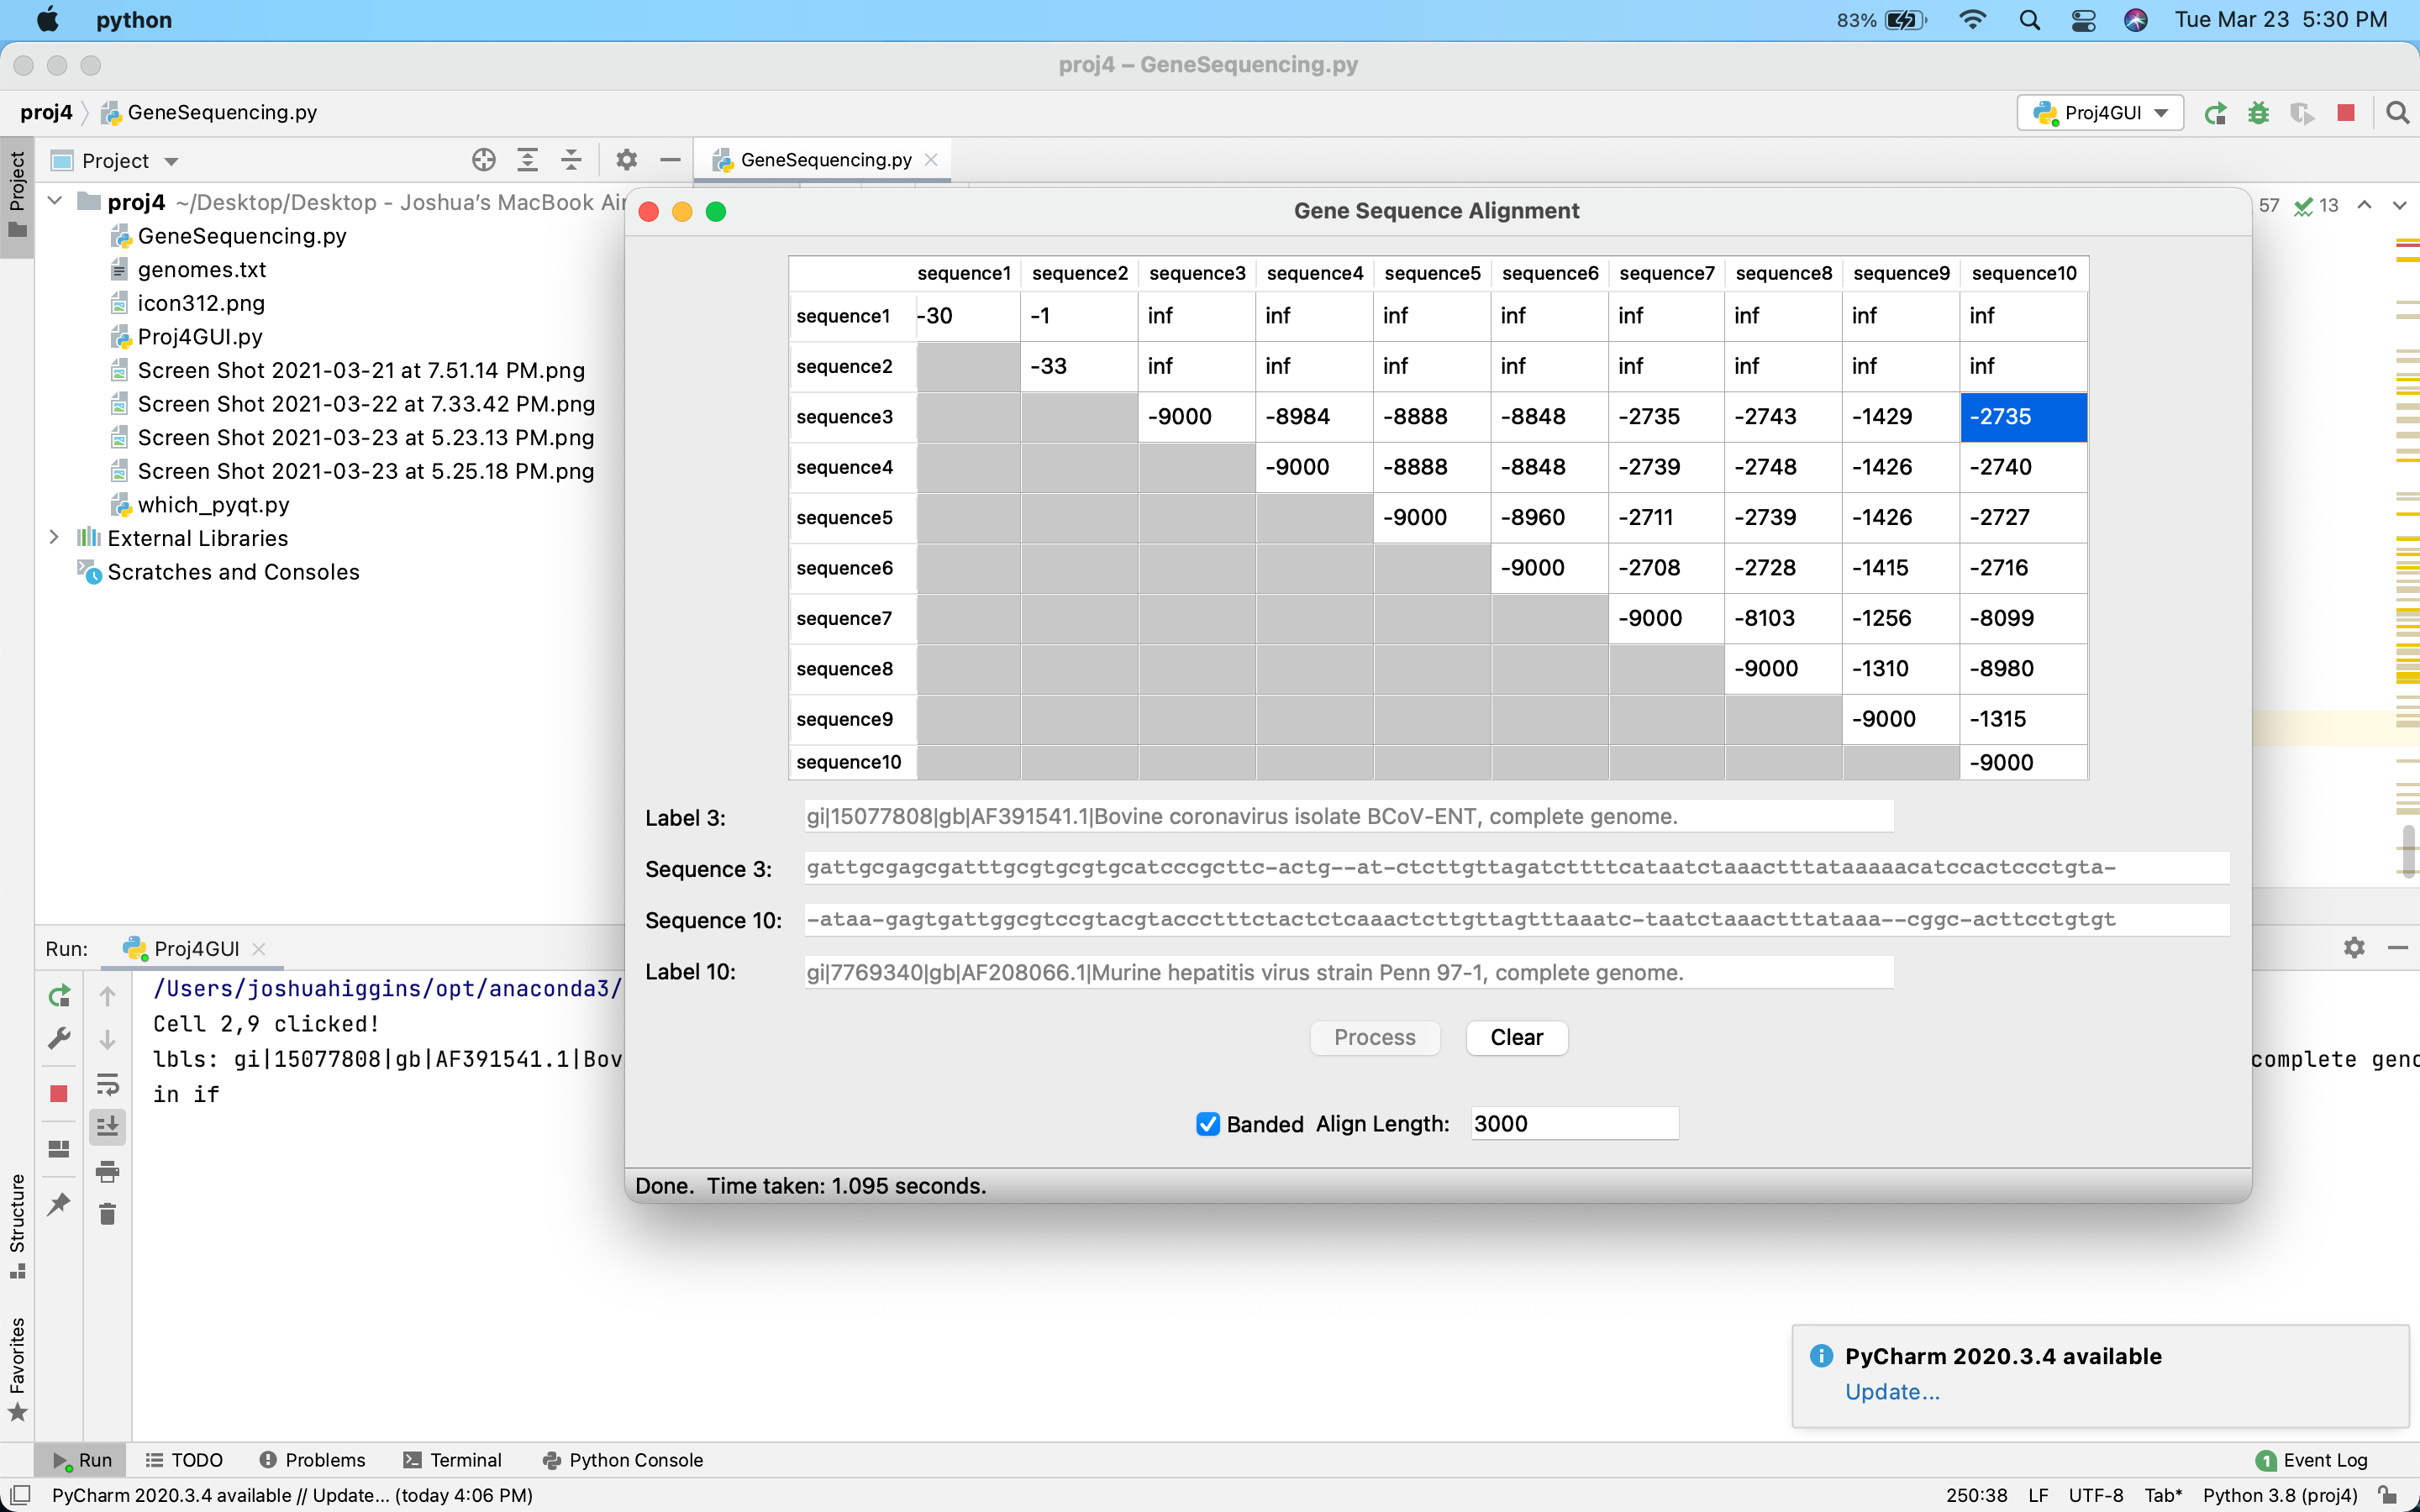 python
83%
Tue Mar 23 5:30 PM
proj4 – GeneSequencing.py
proj4
GeneSequencing.py
Proj4GUI
Project
Project
GeneSequencing.py
proj4 ~/Desktop/Desktop - Joshua's MacBook Air
GeneSequencing.py
genomes.txt
icon312.png
Proj4GUI.py
Screen Shot 2021-03-21 at 7.51.14 PM.png
Screen Shot 2021-03-22 at 7.33.42 PM.png
Screen Shot 2021-03-23 at 5.23.13 PM.png
Screen Shot 2021-03-23 at 5.25.18 PM.png
which_pyqt.py
External Libraries
Scratches and Consoles
57 13
Gene Sequence Alignment
sequence1 sequence2 sequence3 sequence4 sequence5 sequence6 sequence7 sequence8 sequence9 sequence10
sequence1 -30 -1 inf inf inf inf inf inf inf inf
sequence2 -33 inf inf inf inf inf inf inf inf
sequence3 -9000 -8984 -8888 -8848 -2735 -2743 -1429 -2735
sequence4 -9000 -8888 -8848 -2739 -2748 -1426 -2740
sequence5 -9000 -8960 -2711 -2739 -1426 -2727
sequence6 -9000 -2708 -2728 -1415 -2716
sequence7 -9000 -8103 -1256 -8099
sequence8 -9000 -1310 -8980
sequence9 -9000 -1315
sequence10 -9000
Label 3: gi|15077808|gb|AF391541.1|Bovine coronavirus isolate BCoV-ENT, complete genome.
Sequence 3: gattgcgagcgatttgcgtgcgtgcatcccgcttc-actg--at-ctcttgttagatcttttcataatctaaactttataaaaacatccactccctgta-
Sequence 10: -ataa-gagtgattggcgtccgtacgtaccctttctactctcaaactcttgttagtttaaatc-taatctaaactttataaa--cggc-acttcctgtgt
Label 10: gi|7769340|gb|AF208066.1|Murine hepatitis virus strain Penn 97-1, complete genome.
Process Clear
Banded Align Length: 3000
Done. Time taken: 1.095 seconds.
Run: Proj4GUI
/Users/joshuahiggins/opt/anaconda3/
Cell 2,9 clicked!
lbls: gi|15077808|gb|AF391541.1|Bov complete geno
in if
Structure
Favorites
PyCharm 2020.3.4 available
Update...
Run TODO Problems Terminal Python Console 1 Event Log
PyCharm 2020.3.4 available // Update... (today 4:06 PM) 250:38 LF UTF-8 Tab* Python 3.8 (proj4)